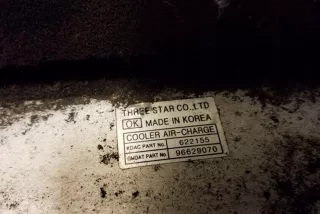 THREE STAR CO.,LTD
OK MADE IN KOREA
COOLER AIR-CHARGE
KDAC PART No. 622155
GMDAT PART No. 96629070